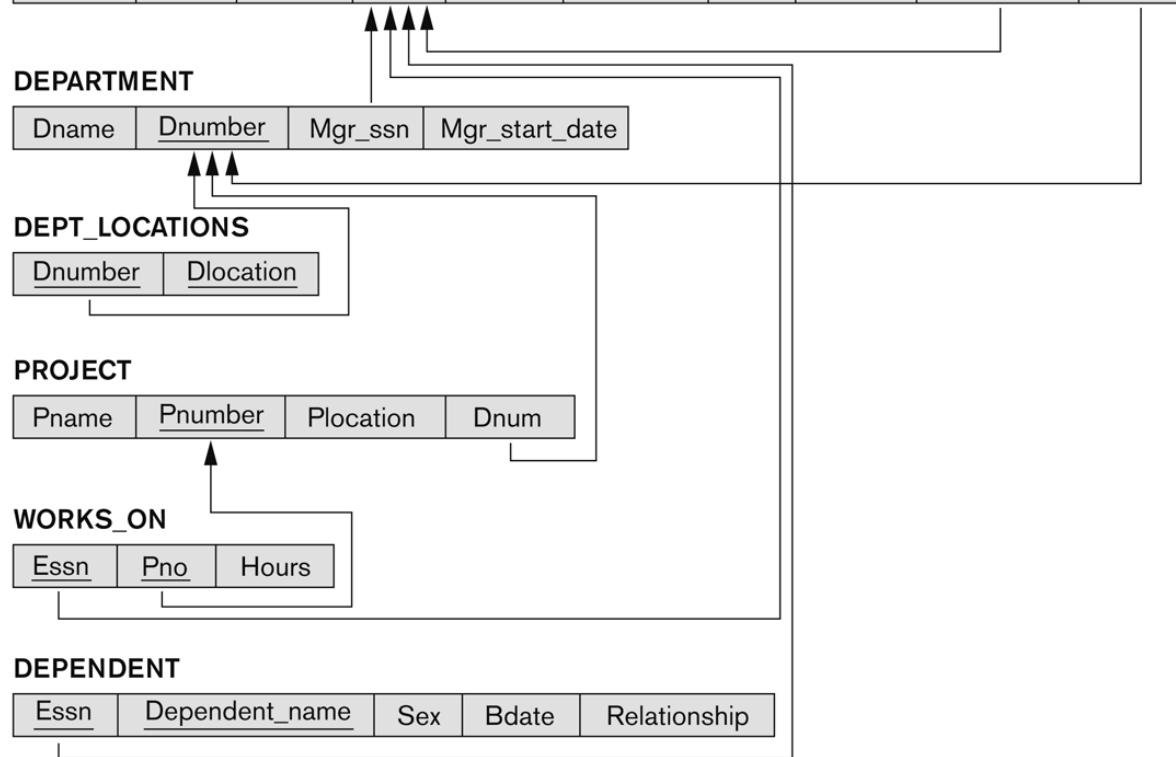 DEPARTMENT
Dname Dnumber Mgr_ssn Mgr_start_date
DEPT_LOCATIONS
Dnumber Dlocation
PROJECT
Pname Pnumber Plocation Dnum
WORKS_ON
Essn Pno Hours
DEPENDENT
Essn Dependent_name Sex Bdate Relationship